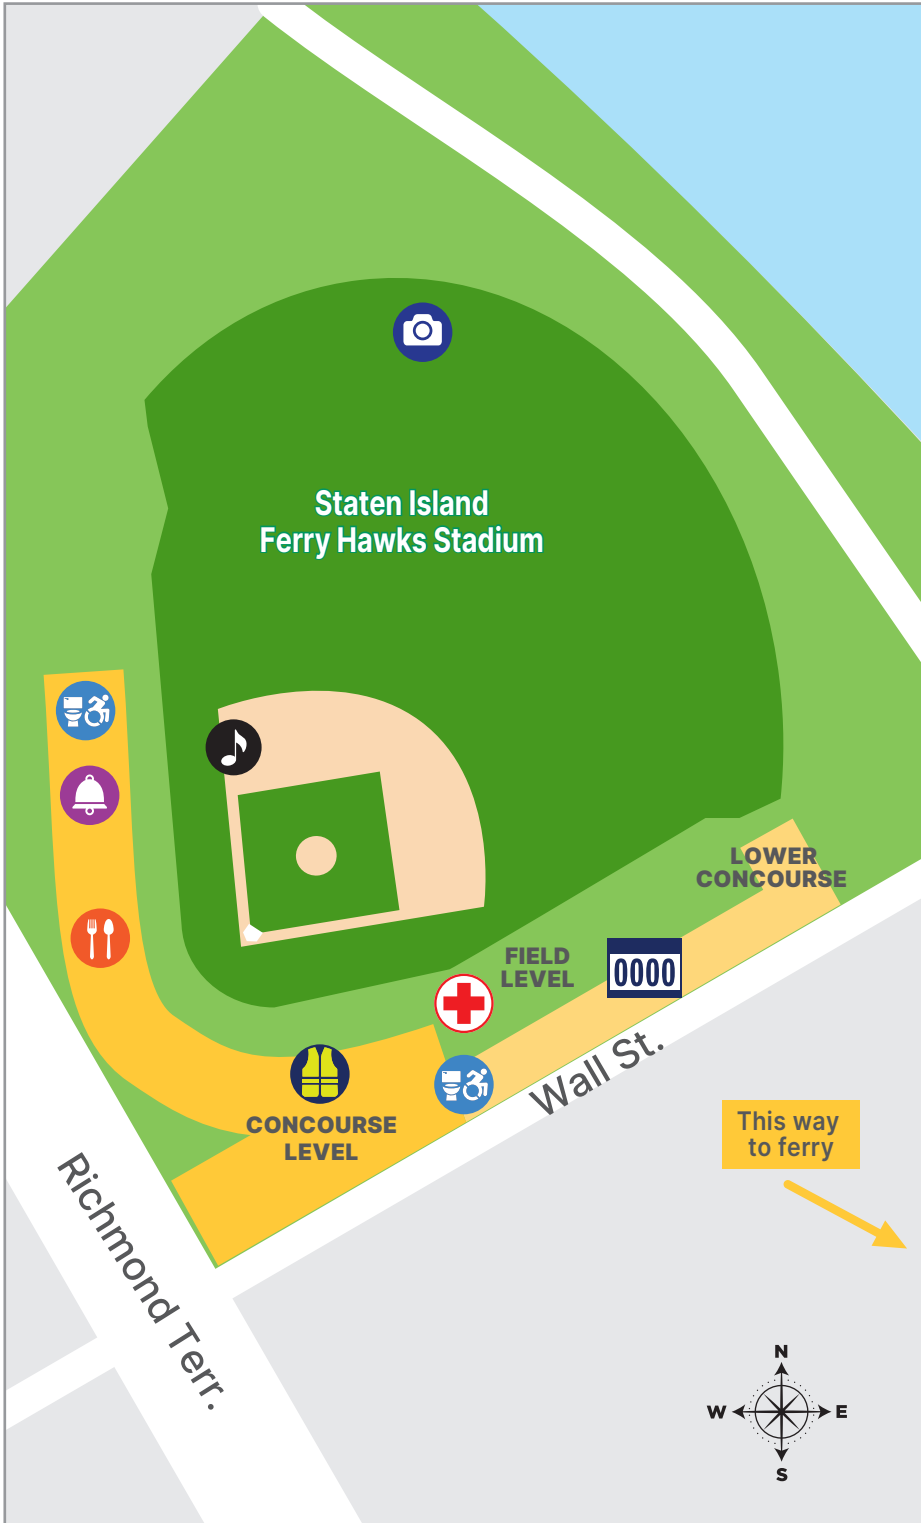 Staten Island
Ferry Hawks Stadium
LOWER
CONCOURSE
FIELD
LEVEL
0000
Wall St.
CONCOURSE
LEVEL
This way
to ferry
Richmond Terr.
N
W
E
S